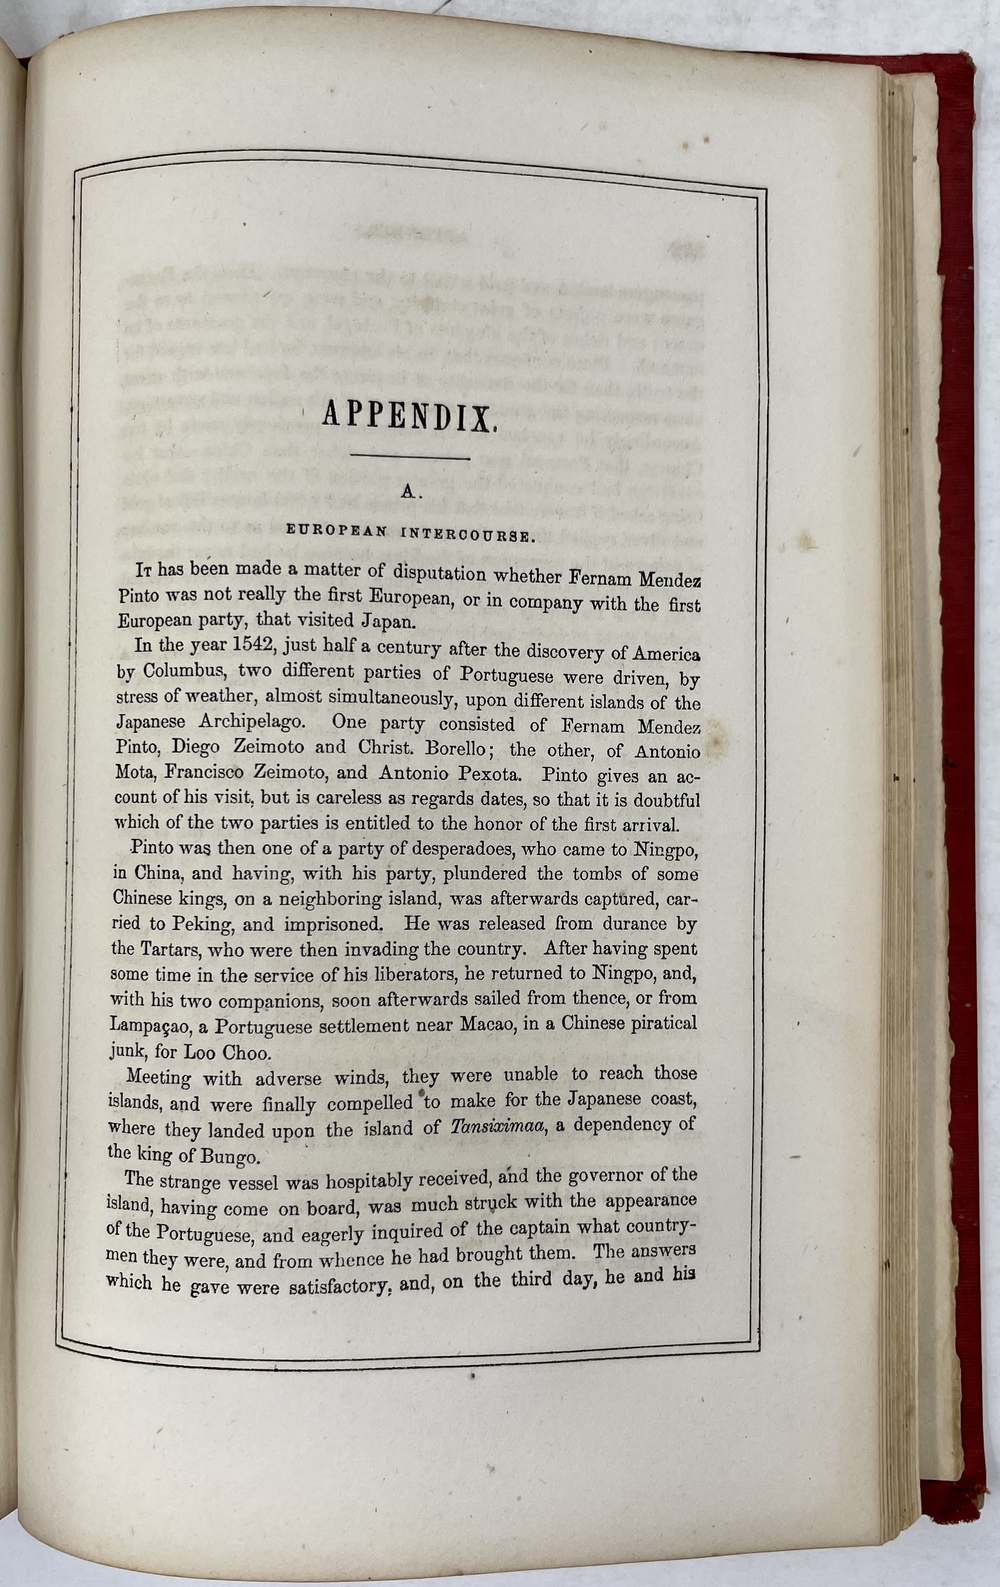 APPENDIX.
A.
EUROPEAN INTERCOURSE.
IT has been made a matter of disputation whether Fernam Mendez
Pinto was not really the first European, or in company with the first
European party, that visited Japan.
In the year 1542, just half a century after the discovery of America
by Columbus, two different parties of Portuguese were driven, by
stress of weather, almost simultaneously, upon different islands of the
Japanese Archipelago. One party consisted of Fernam Mendez
Pinto, Diego Zeimoto and Christ. Borello; the other, of Antonio
Mota, Francisco Zeimoto, and Antonio Pexota. Pinto gives an ac-
count of his visit, but is careless as regards dates, so that it is doubtful
which of the two parties is entitled to the honor of the first arrival.
Pinto was then one of a party of desperadoes, who came to Ningpo,
in China, and having, with his party, plundered the tombs of some
Chinese kings, on a neighboring island, was afterwards captured, car-
ried to Peking, and imprisoned. He was released from durance by
the Tartars, who were then invading the country. After having spent
some time in the service of his liberators, he returned to Ningpo, and,
with his two companions, soon afterwards sailed from thence, or from
Lampaçao, a Portuguese settlement near Macao, in a Chinese piratical
junk, for Loo Choo.
Meeting with adverse winds, they were unable to reach those
islands, and were finally compelled to make for the Japanese coast,
where they landed upon the island of Tansiximaa, a dependency of
the king of Bungo.
The strange vessel was hospitably received, and the governor of the
island, having come on board, was much struck with the appearance
of the Portuguese, and eagerly inquired of the captain what country-
men they were, and from whence he had brought them. The answers
which he gave were satisfactory, and, on the third day, he and his